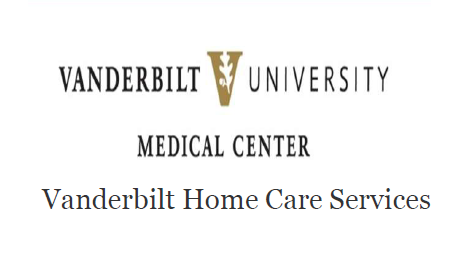 VANDERBILT V UNIVERSITY
MEDICAL CENTER
Vanderbilt Home Care Services